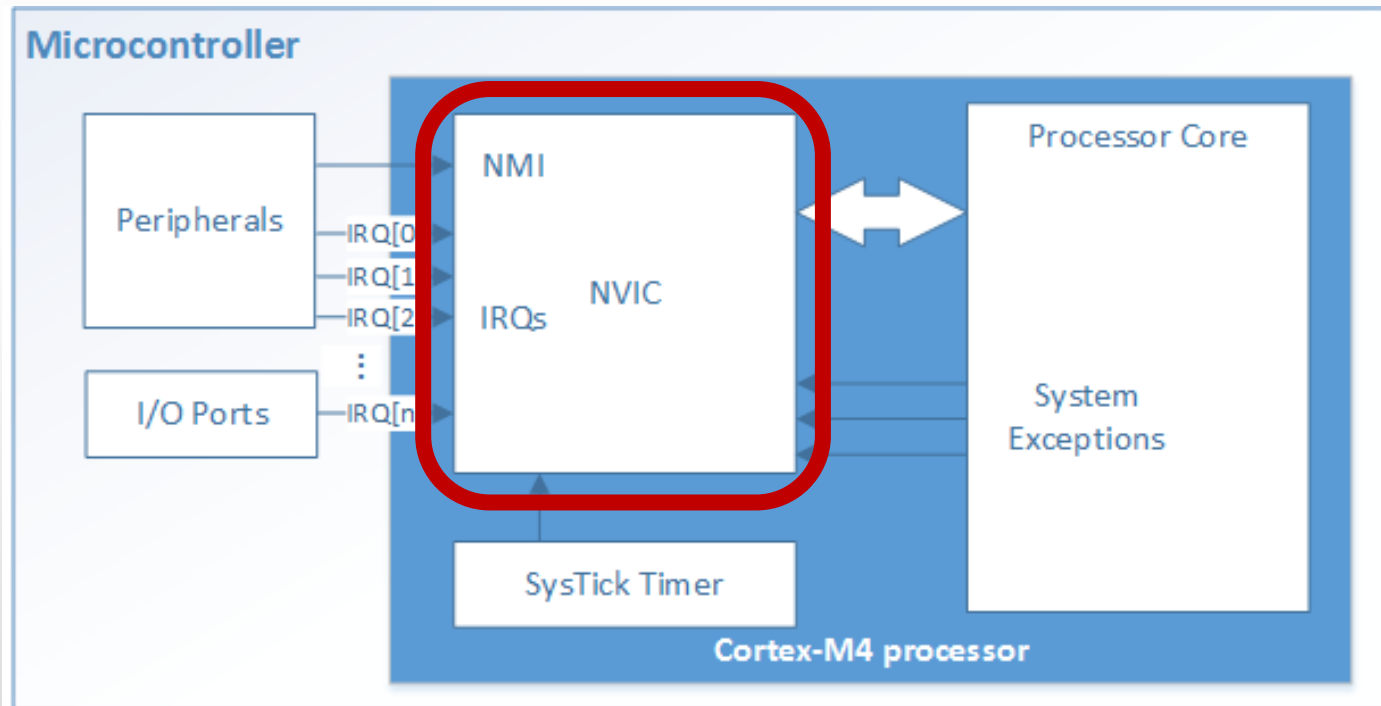 Microcontroller
Peripherals
NMI
IRQ[0
IRQ[1
IRQ[2
⋮
IRQ[n
I/O Ports
IRQs
NVIC
Processor Core
System
Exceptions
SysTick Timer
Cortex-M4 processor